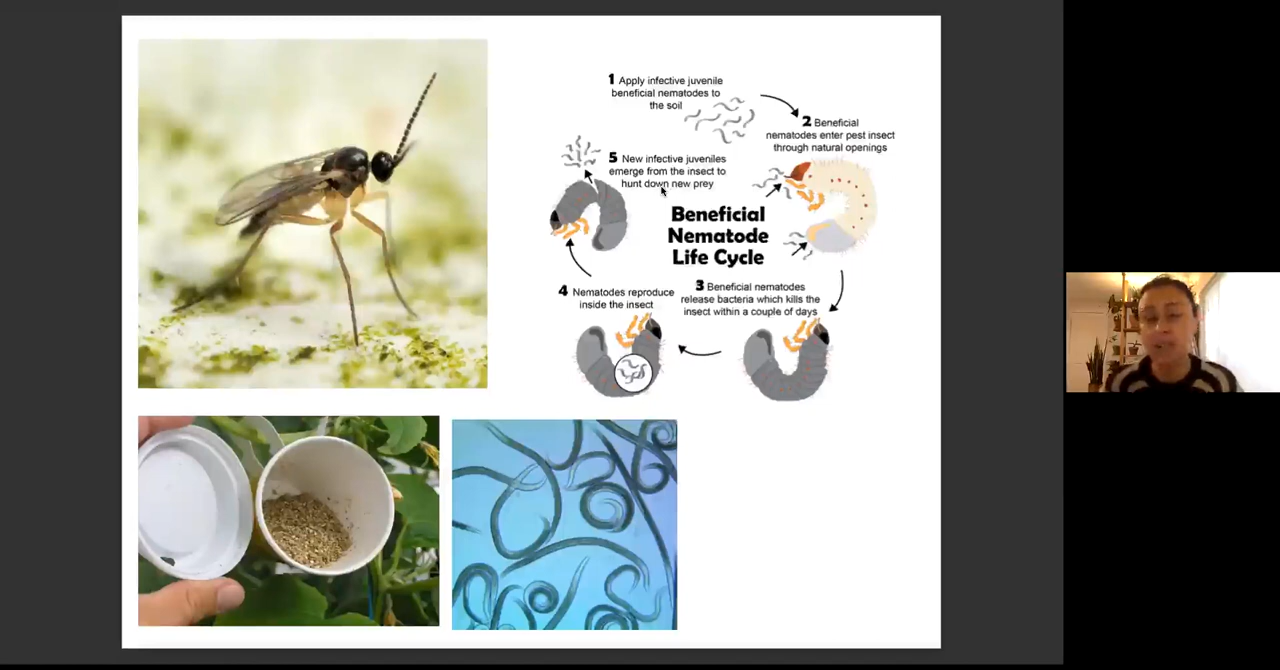 1 Apply infective juvenile
beneficial nematodes to
the soil
2 Beneficial
nematodes enter pest insect
through natural openings
5 New infective juveniles
emerge from the insect to
hunt down new prey
Beneficial
Nematode
Life Cycle
3 Beneficial nematodes
release bacteria which kills the
insect within a couple of days
4 Nematodes reproduce
inside the insect